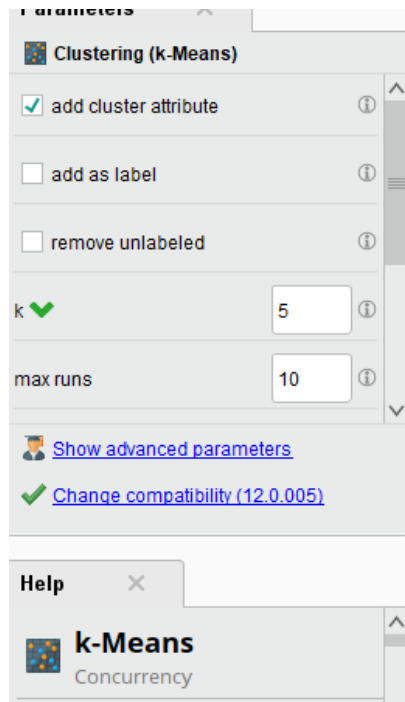 Parameters
Clustering (k-Means)
add cluster attribute
add as label
remove unlabeled
k 5
max runs 10
Show advanced parameters
Change compatibility (12.0.005)
Help
k-Means
Concurrency